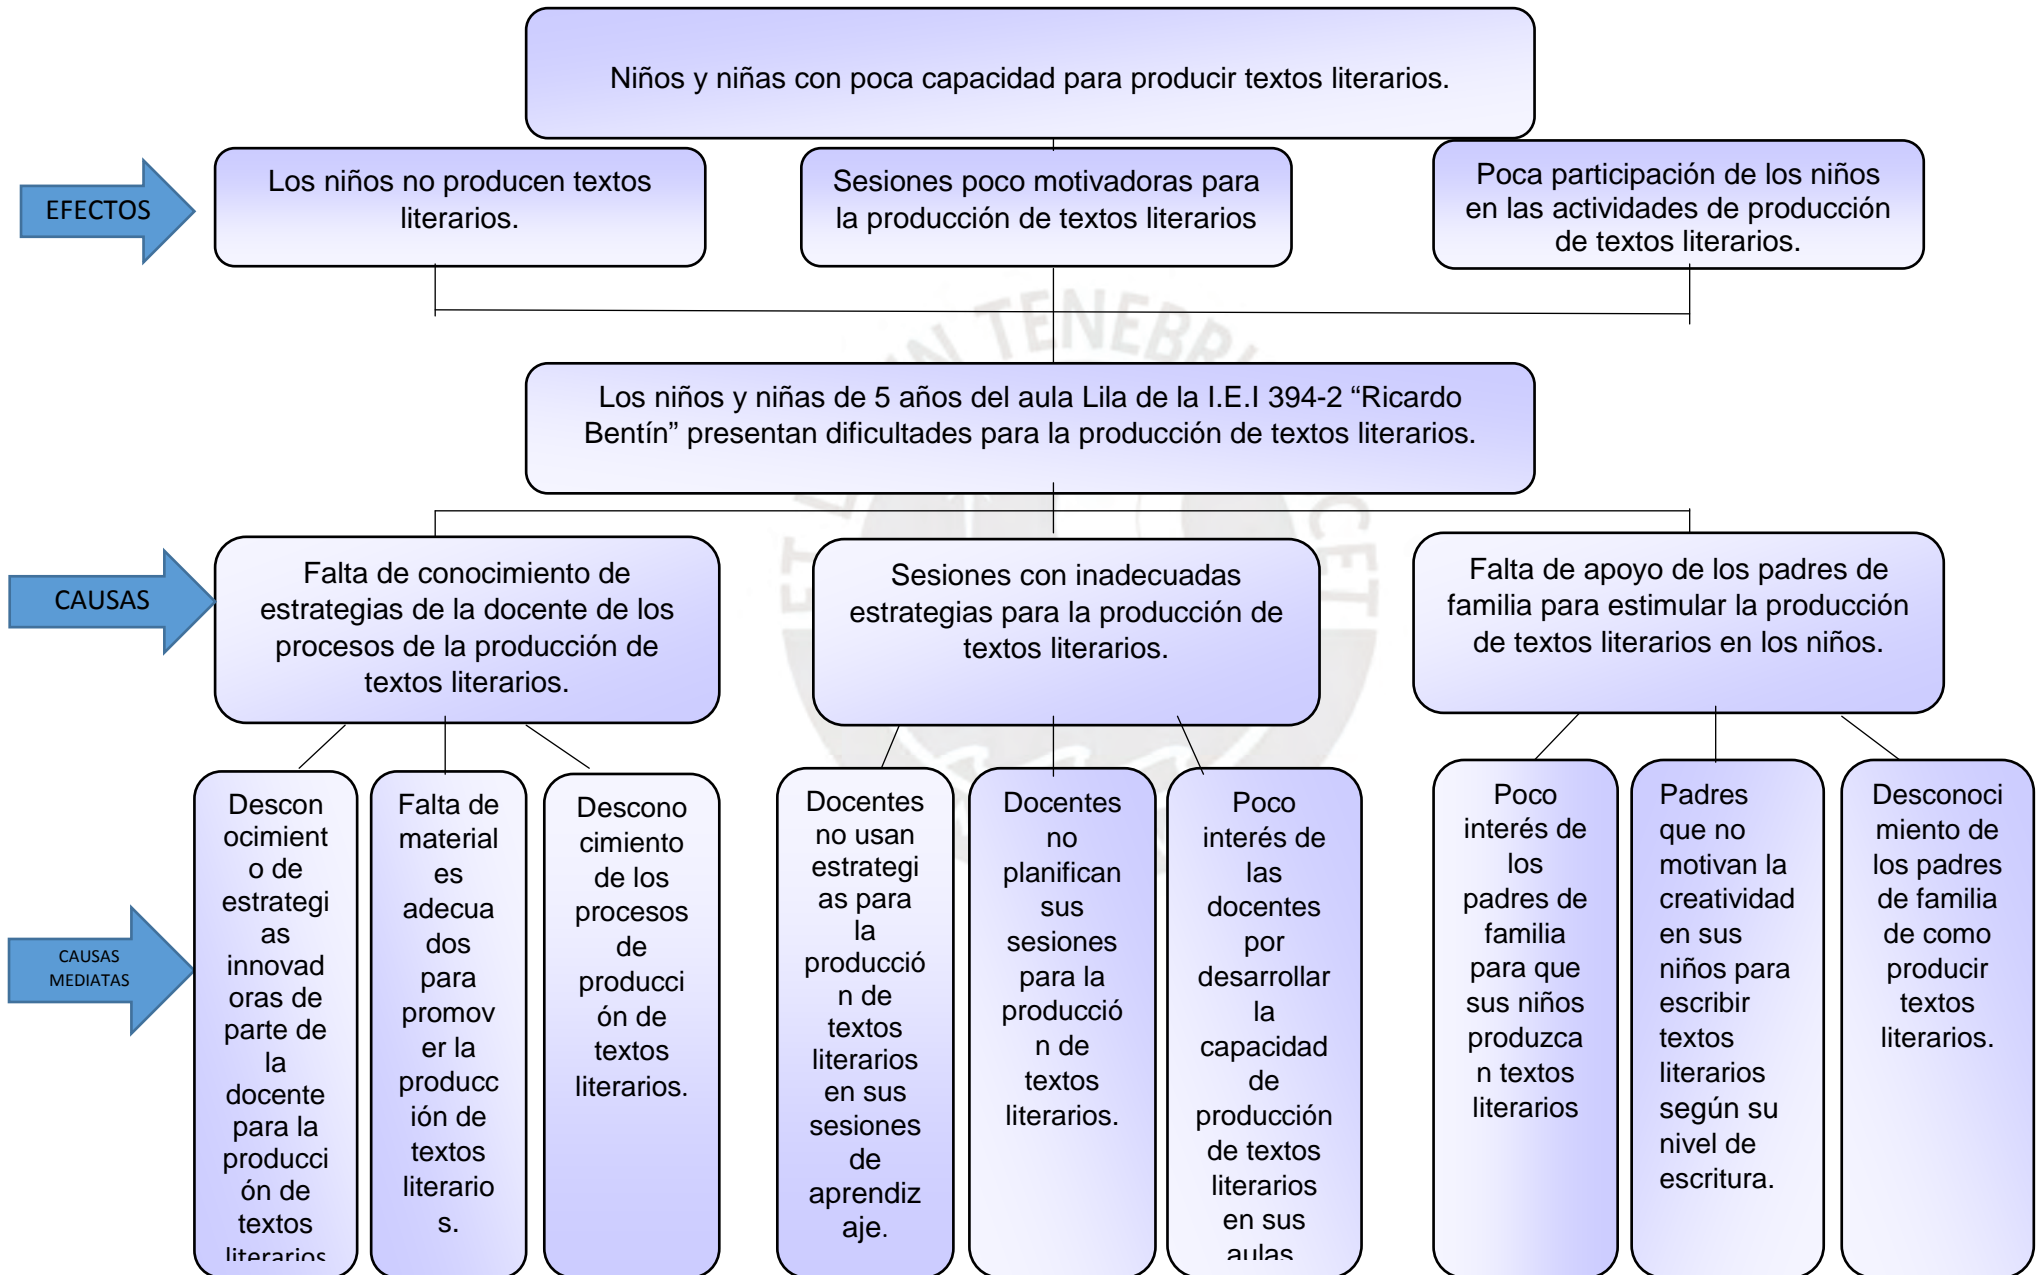 Niños y niñas con poca capacidad para producir textos literarios.
EFECTOS
Los niños no producen textos
literarios.
Sesiones poco motivadoras para
la producción de textos literarios
Poca participación de los niños
en las actividades de producción
de textos literarios.
Los niños y niñas de 5 años del aula Lila de la I.E.I 394-2 “Ricardo
Bentín” presentan dificultades para la producción de textos literarios.
CAUSAS
Falta de conocimiento de
estrategias de la docente de los
procesos de la producción de
textos literarios.
Sesiones con inadecuadas
estrategias para la producción de
textos literarios.
Falta de apoyo de los padres de
familia para estimular la producción
de textos literarios en los niños.
CAUSAS
MEDIATAS
Descon
ocimient
o de
estrategi
as
innovad
oras de
parte de
la
docente
para la
producci
ón de
textos
literarios
Falta de
material
es
adecua
dos
para
promov
er la
producc
ión de
textos
literario
s.
Descono
cimiento
de los
procesos
de
producci
ón de
textos
literarios.
Docentes
no usan
estrategi
as para
la
producció
n de
textos
literarios
en sus
sesiones
de
aprendiz
aje.
Docentes
no
planifican
sus
sesiones
para la
producció
n de
textos
literarios.
Poco
interés de
las
docentes
por
desarrollar
la
capacidad
de
producción
de textos
literarios
en sus
aulas
Poco
interés de
los
padres de
familia
para que
sus niños
produzca
n textos
literarios
Padres
que no
motivan la
creatividad
en sus
niños para
escribir
textos
literarios
según su
nivel de
escritura.
Desconoci
miento de
los padres
de familia
de como
producir
textos
literarios.